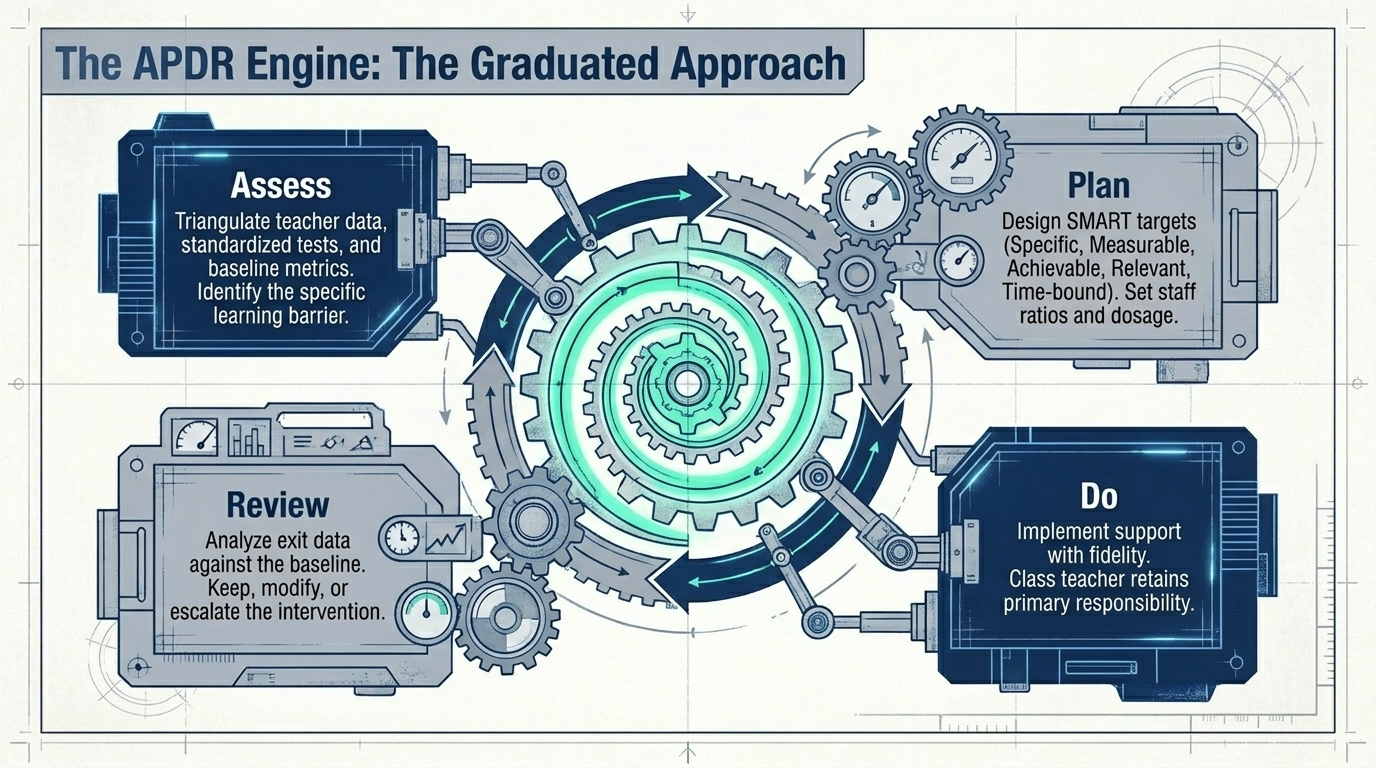 The APDR Engine: The Graduated Approach
Assess
Triangulate teacher data,
standardized tests, and
baseline metrics.
Identify the specific
learning barrier.
Plan
Design SMART targets
(Specific, Measurable,
Achievable, Relevant,
Time-bound). Set staff
ratios and dosage.
Review
Analyze exit data
against the baseline.
Keep, modify, or
escalate the intervention.
Do
Implement support
with fidelity.
Class teacher retains
primary responsibility.